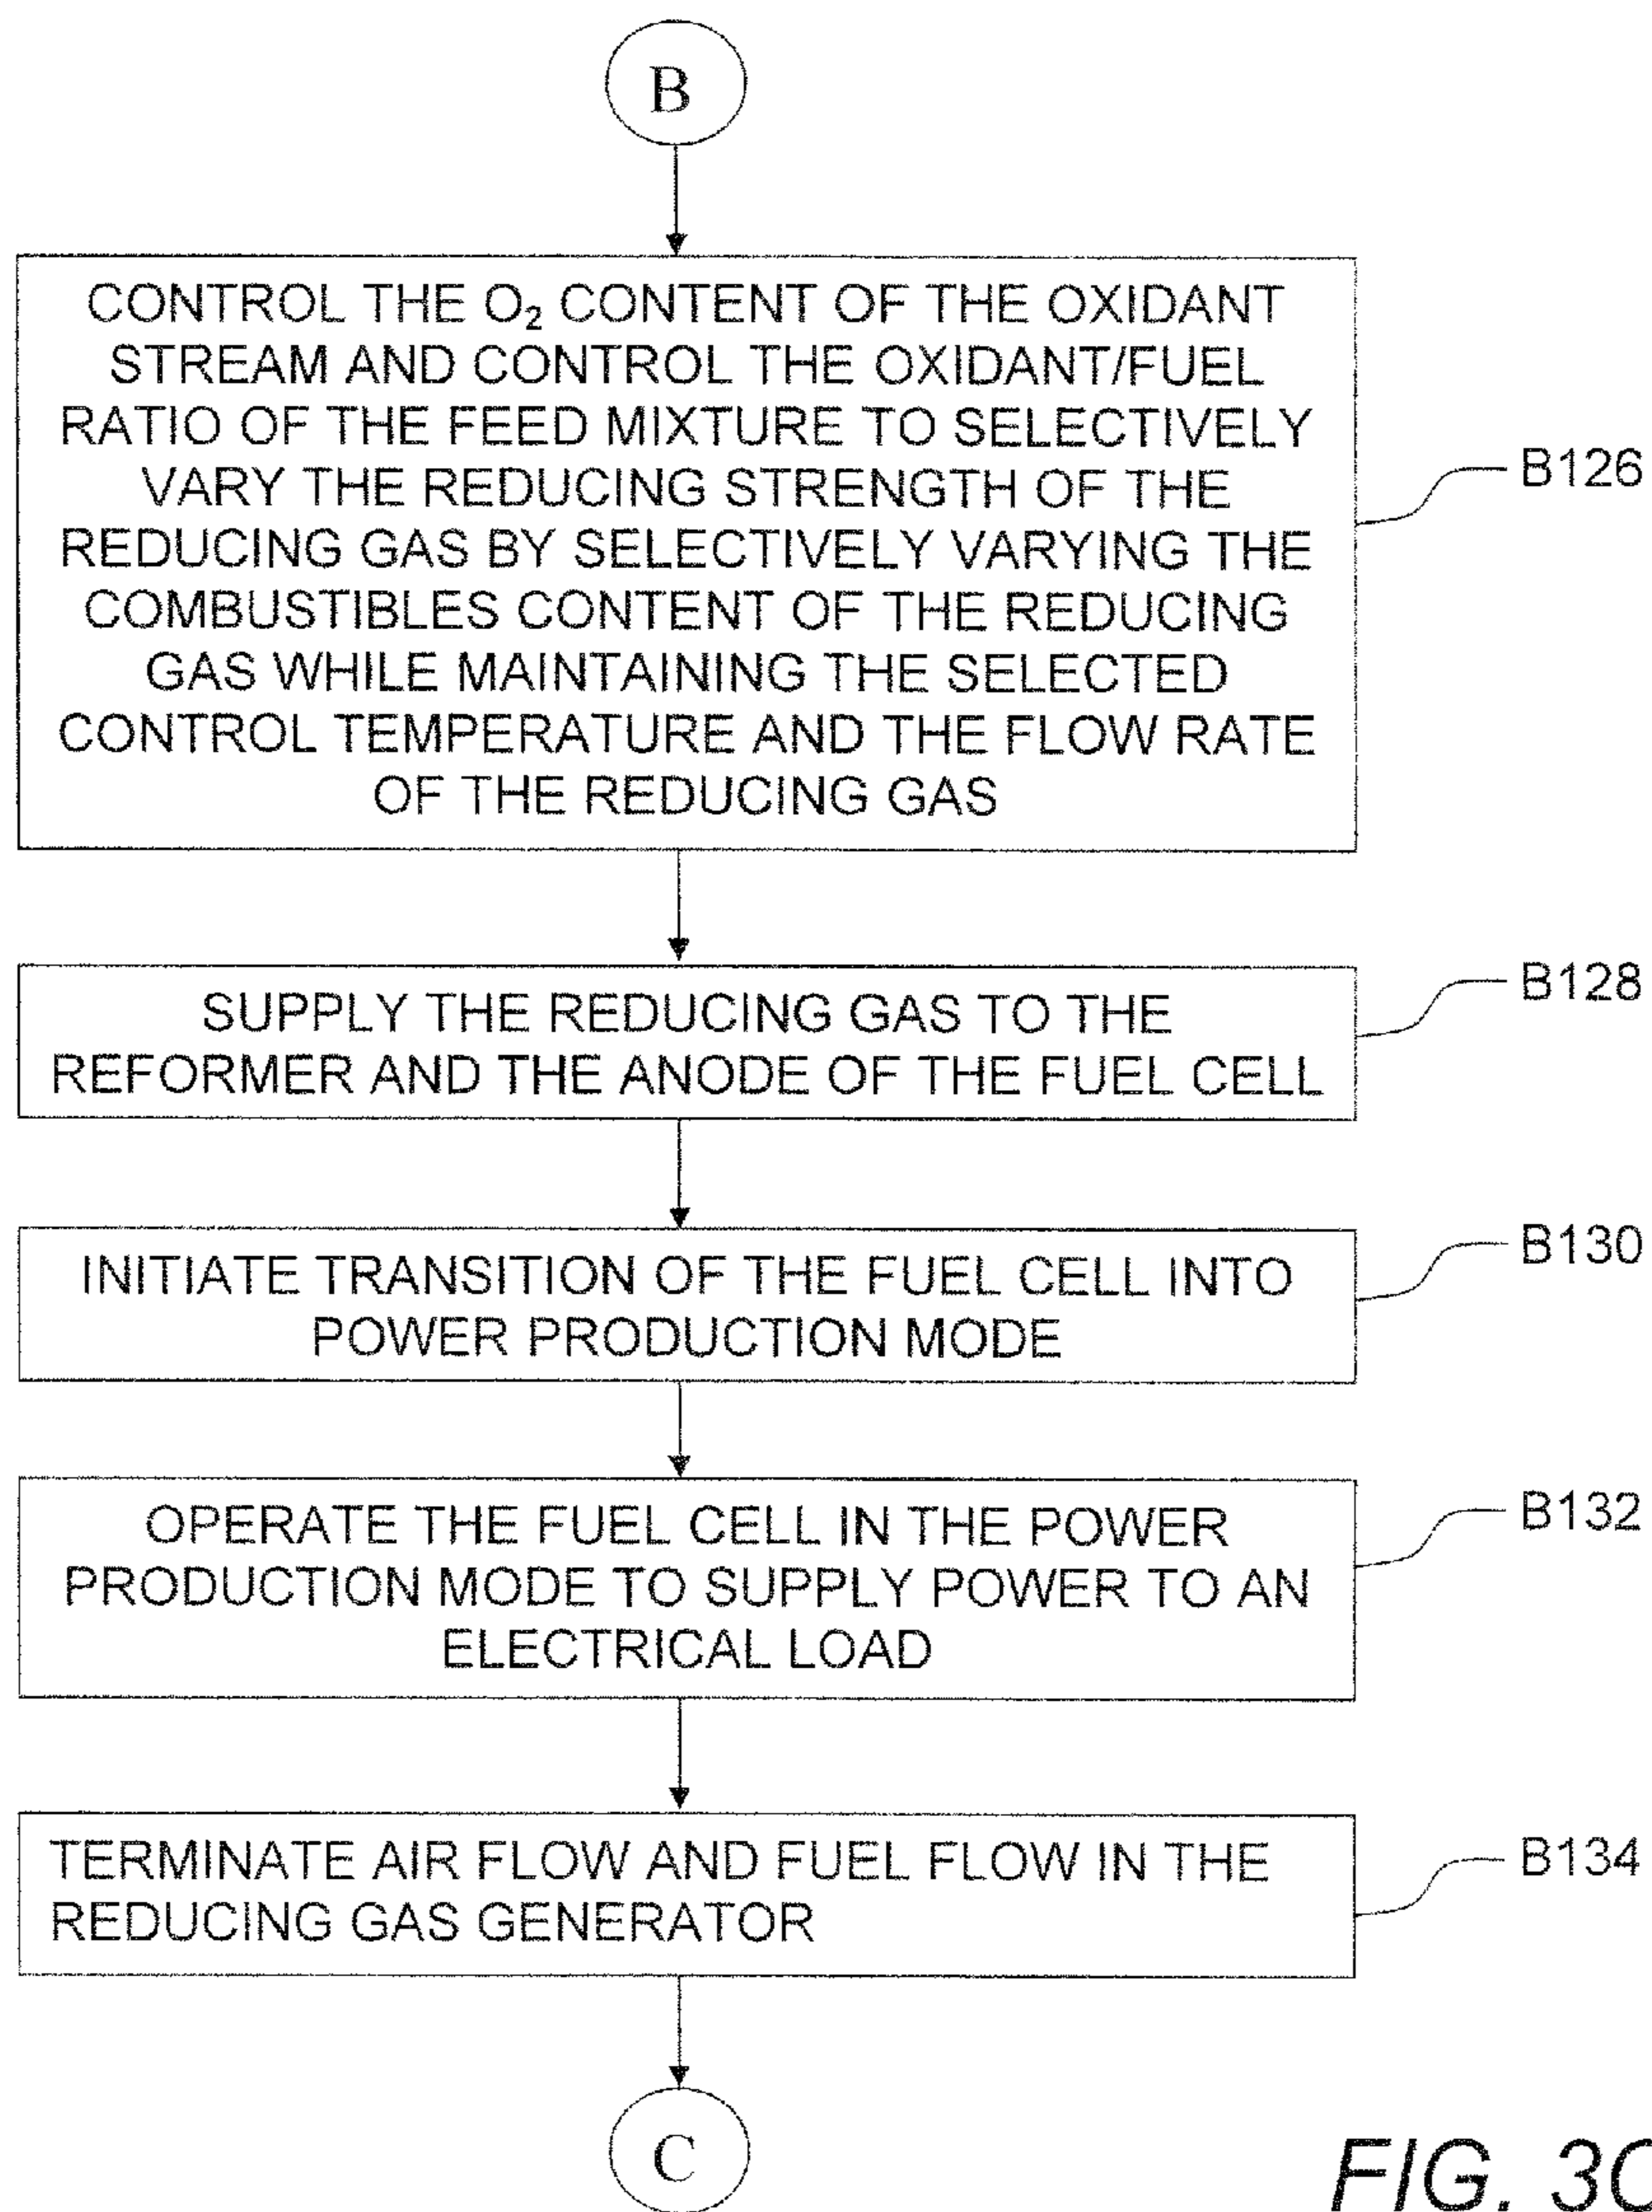 B
CONTROL THE O₂ CONTENT OF THE OXIDANT
STREAM AND CONTROL THE OXIDANT/FUEL
RATIO OF THE FEED MIXTURE TO SELECTIVELY
VARY THE REDUCING STRENGTH OF THE
REDUCING GAS BY SELECTIVELY VARYING THE
COMBUSTIBLES CONTENT OF THE REDUCING
GAS WHILE MAINTAINING THE SELECTED
CONTROL TEMPERATURE AND THE FLOW RATE
OF THE REDUCING GAS
B126
SUPPLY THE REDUCING GAS TO THE
REFORMER AND THE ANODE OF THE FUEL CELL
B128
INITIATE TRANSITION OF THE FUEL CELL INTO
POWER PRODUCTION MODE
B130
OPERATE THE FUEL CELL IN THE POWER
PRODUCTION MODE TO SUPPLY POWER TO AN
ELECTRICAL LOAD
B132
TERMINATE AIR FLOW AND FUEL FLOW IN THE
REDUCING GAS GENERATOR
B134
C
FIG. 3C